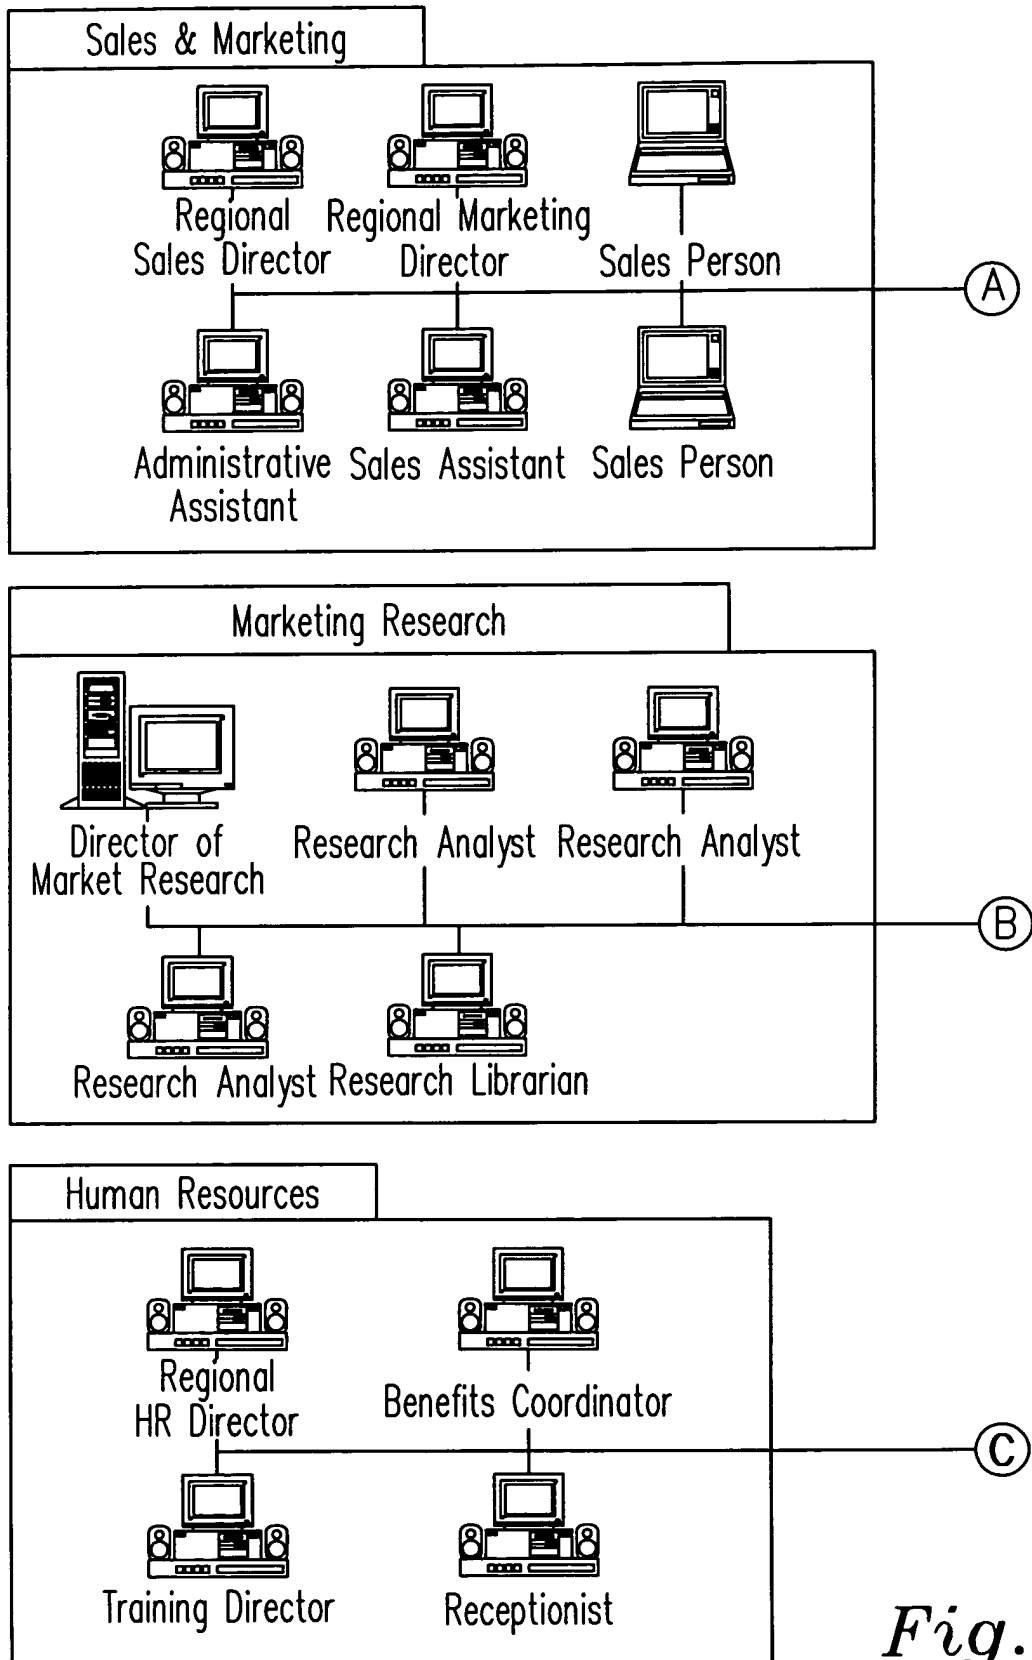 Sales & Marketing
Regional
Sales Director
Regional Marketing
Director
Sales Person
A
Administrative
Assistant
Sales Assistant
Sales Person
Marketing Research
Director of
Market Research
Research Analyst
Research Analyst
B
Research Analyst
Research Librarian
Human Resources
Regional
HR Director
Benefits Coordinator
C
Training Director
Receptionist
Fig.